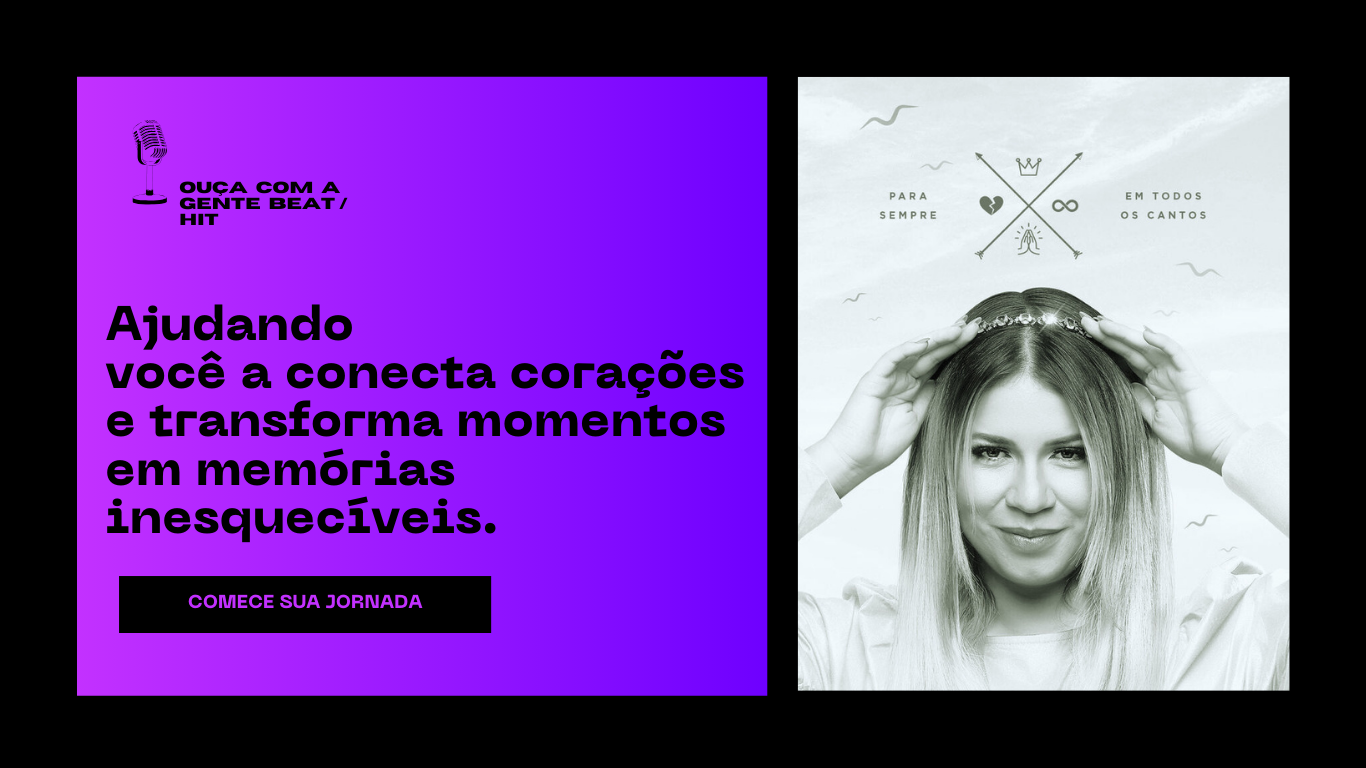 OUÇA COM A
GENTE BEAT/
HIT
Ajudando
você a conecta corações
e transforma momentos
em memórias
inesquecíveis.
COMECE SUA JORNADA
PARA
SEMPRE
EM TODOS
OS CANTOS